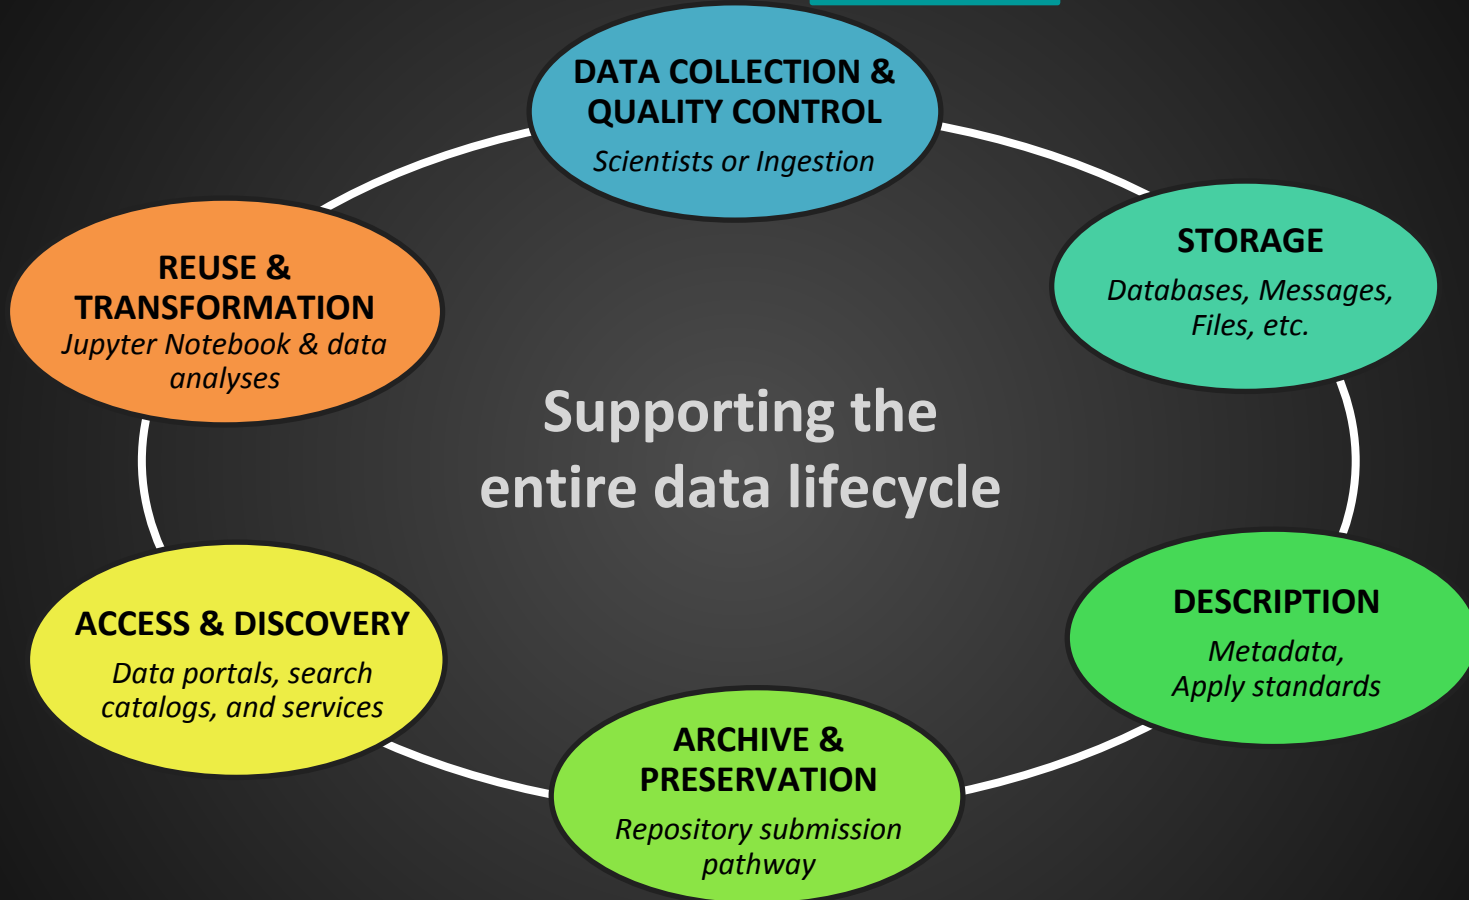 DATA COLLECTION &
QUALITY CONTROL
Scientists or Ingestion
STORAGE
Databases, Messages,
Files, etc.
DESCRIPTION
Metadata,
Apply standards
ARCHIVE &
PRESERVATION
Repository submission
pathway
ACCESS & DISCOVERY
Data portals, search
catalogs, and services
REUSE &
TRANSFORMATION
Jupyter Notebook & data
analyses
Supporting the
entire data lifecycle